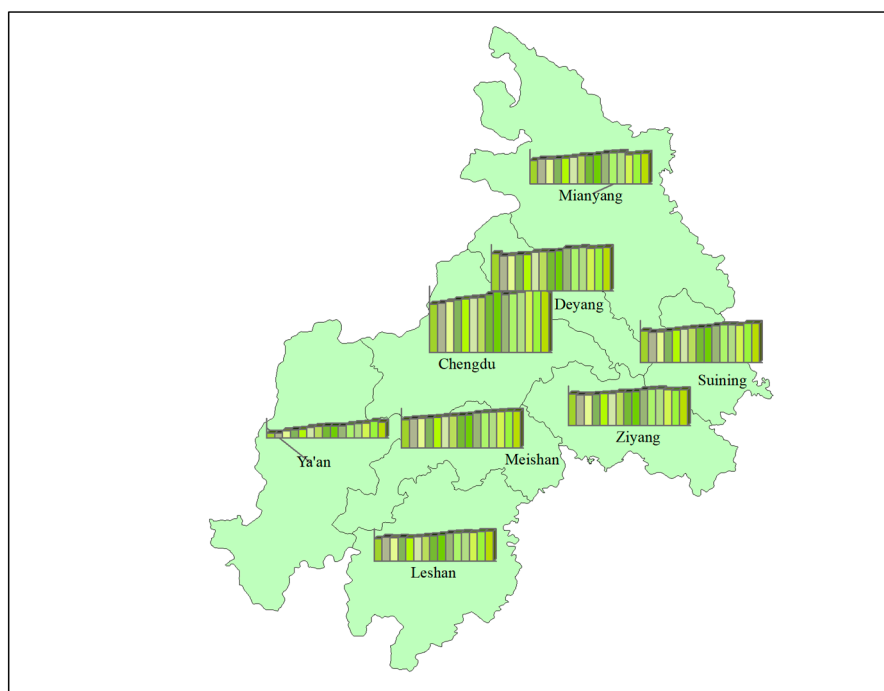 Mianyang
Deyang
Chengdu
Suining
Ziyang
Meishan
Ya'an
Leshan